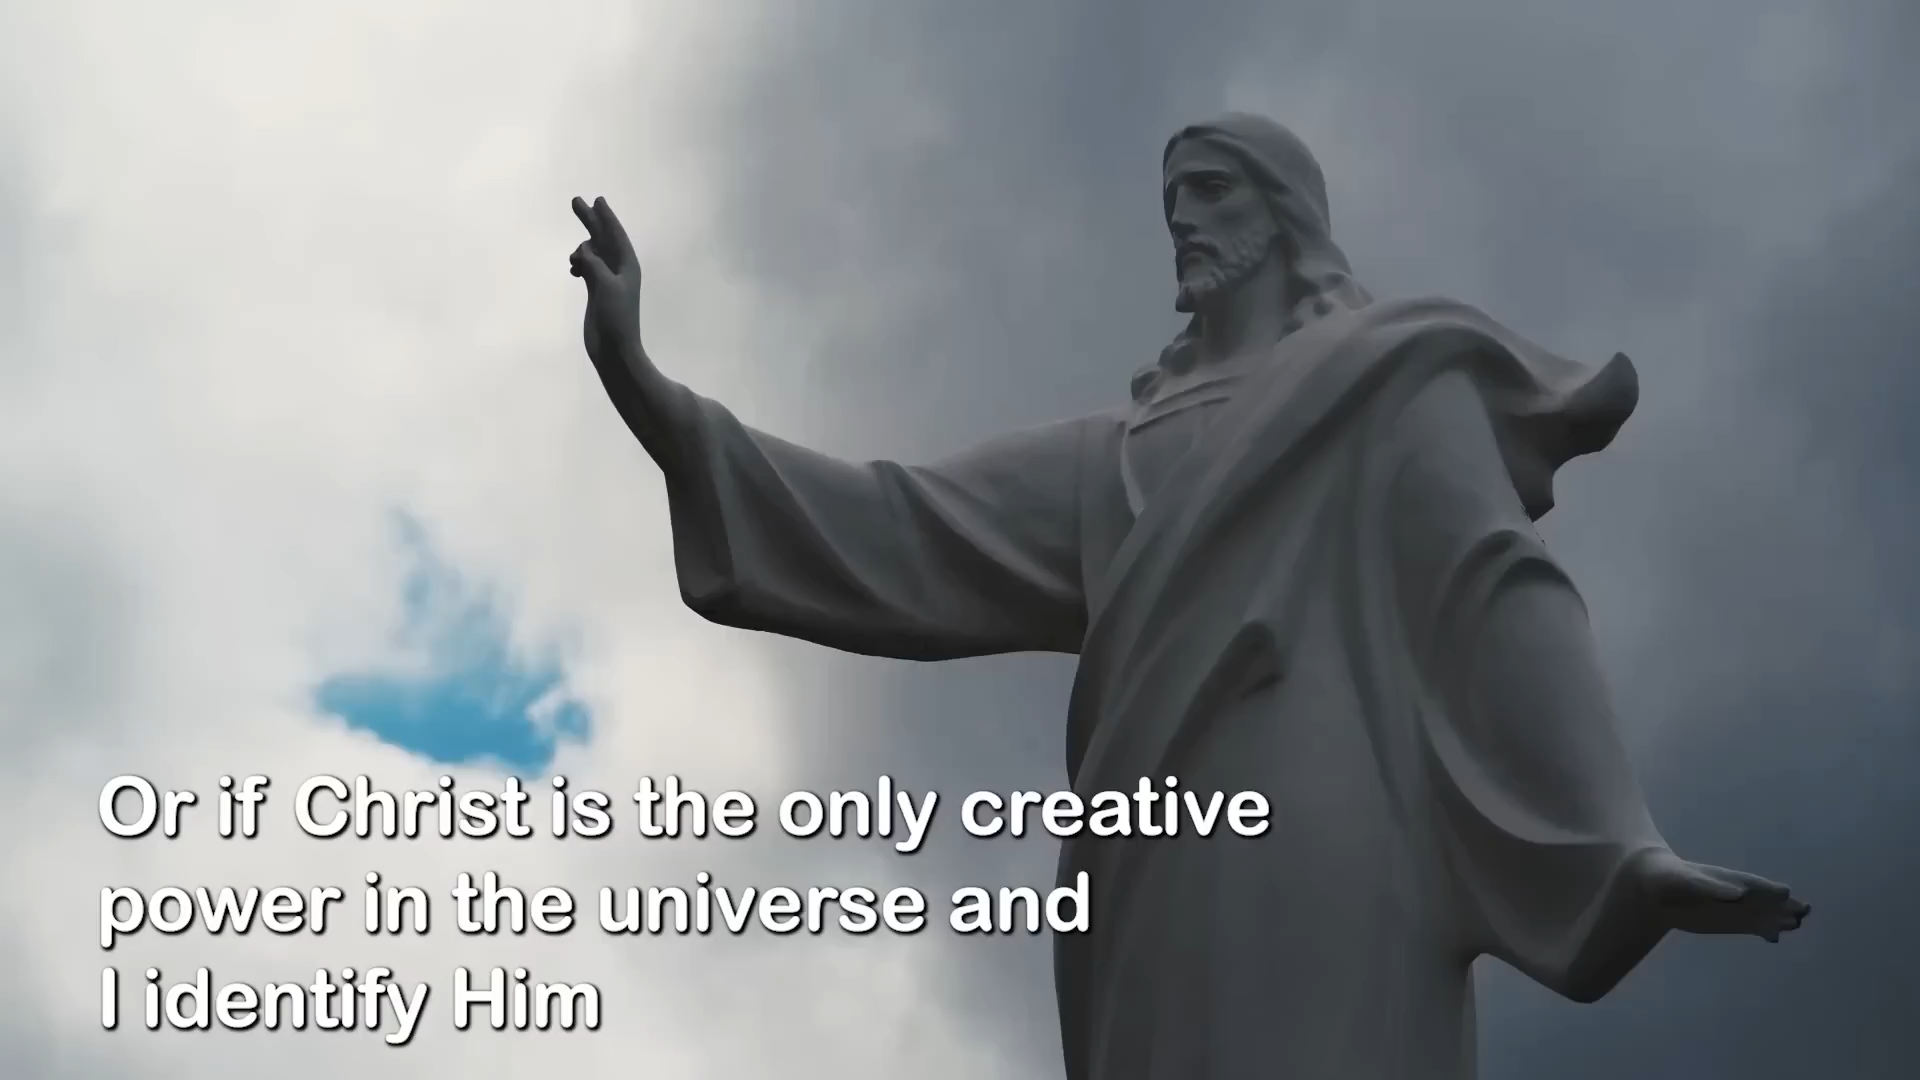 Or if Christ is the only creative
power in the universe and
I identify Him